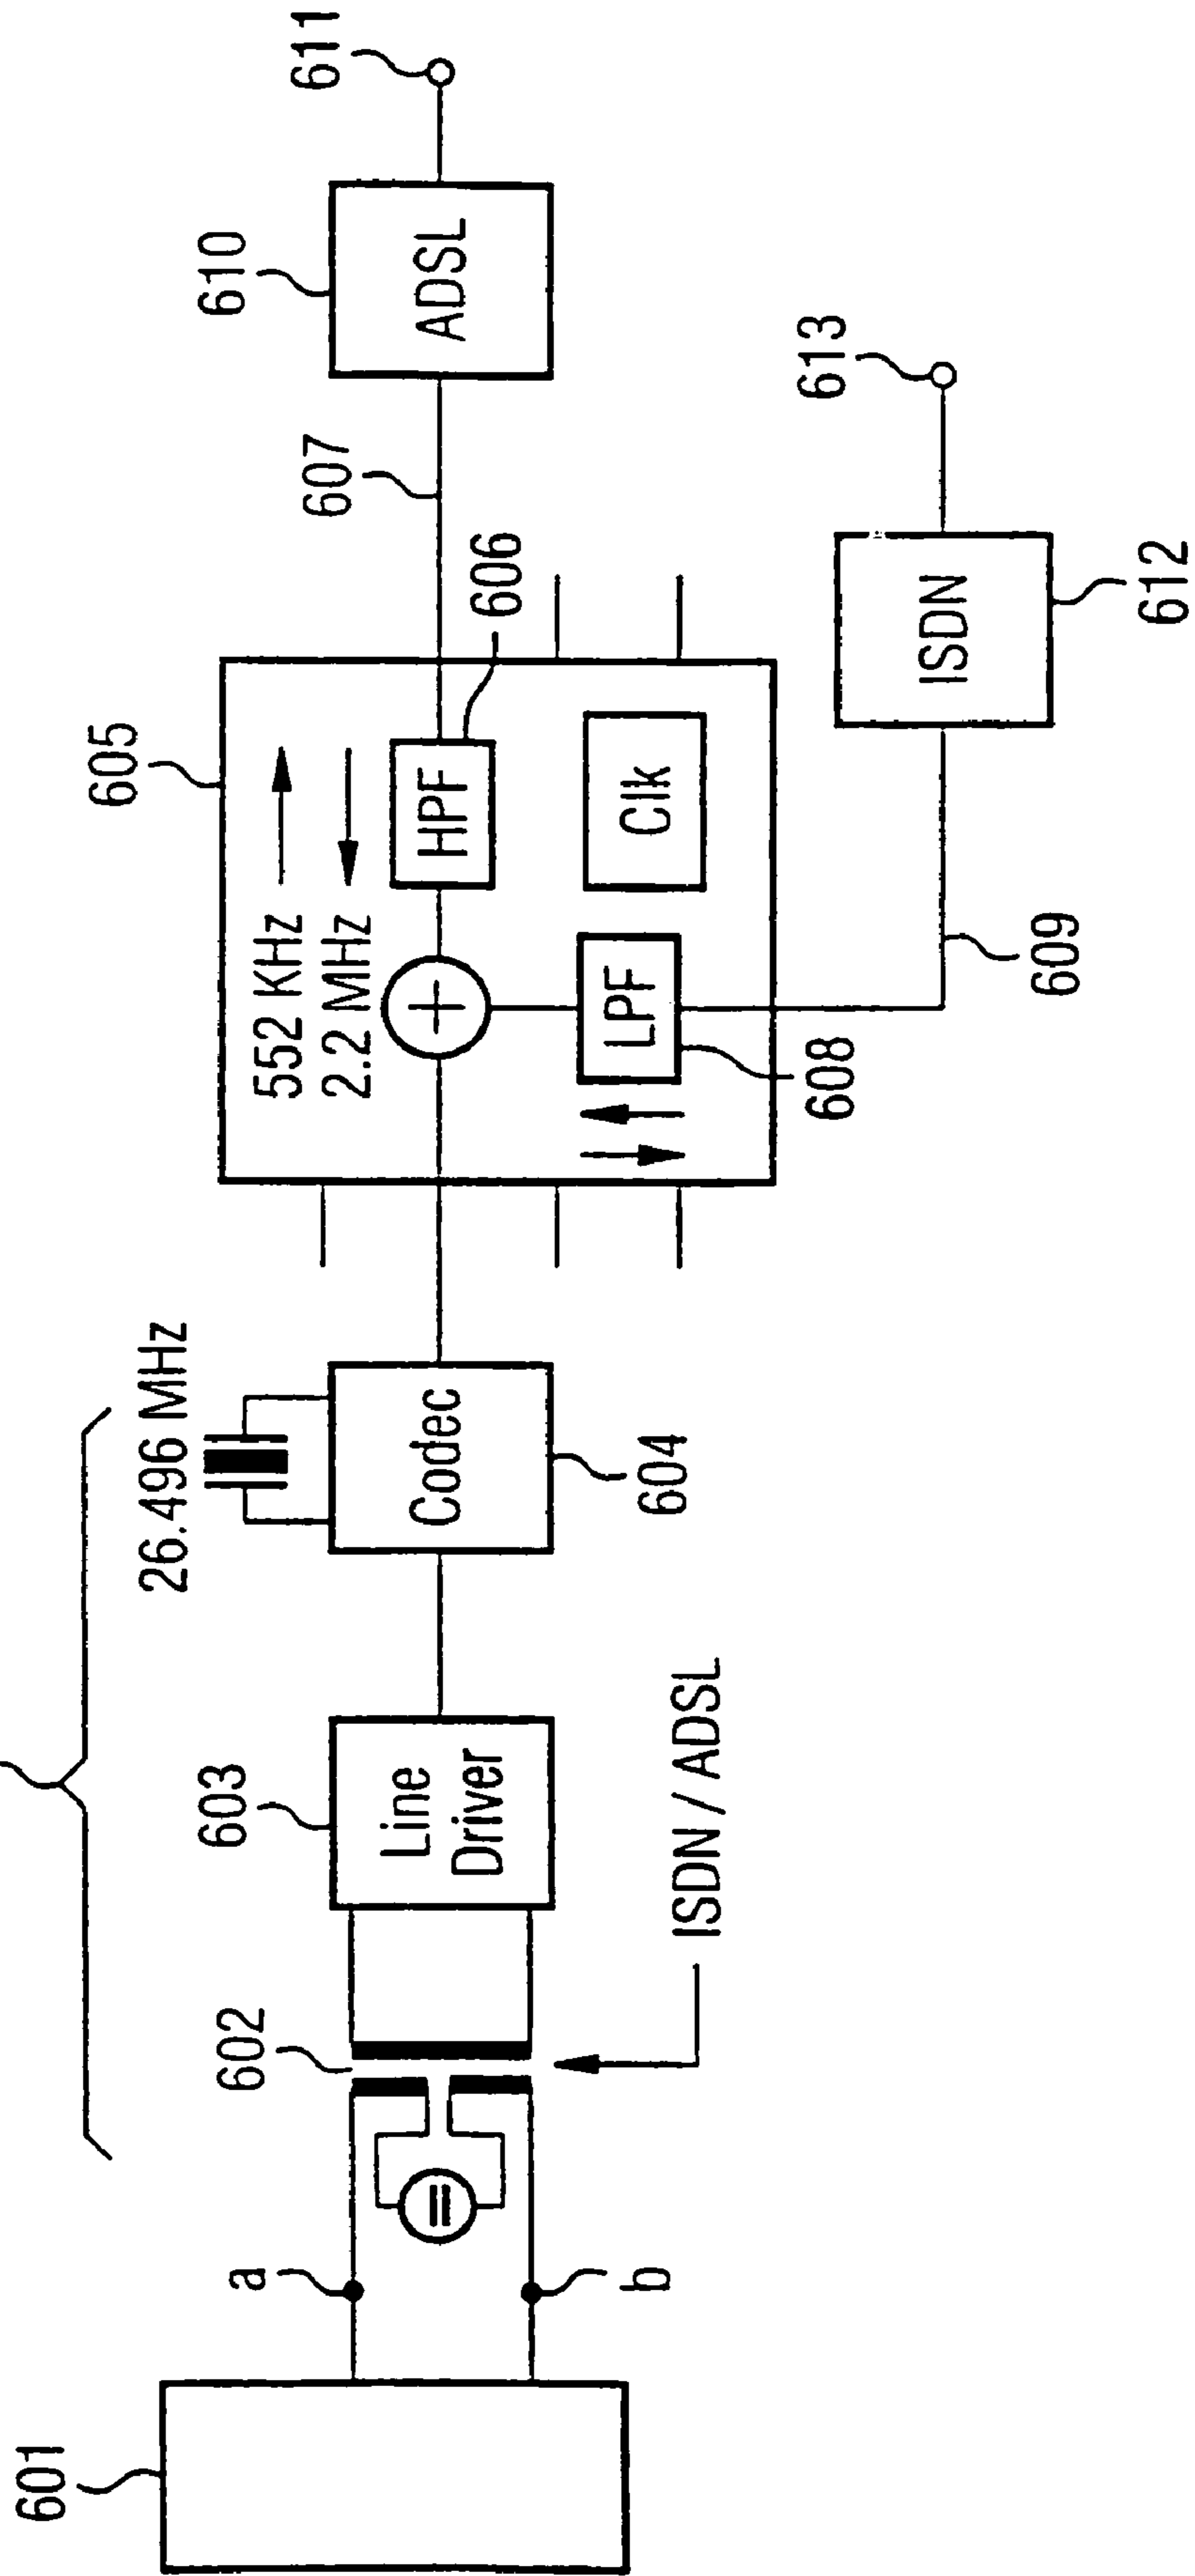 601
a
b
602
ISDN / ADSL
603
Line
Driver
26.496 MHz
Codec
604
605
552 KHz
2.2 MHz
HPF
606
LPF
608
Clk
607
609
610
ADSL
611
ISDN
612
613